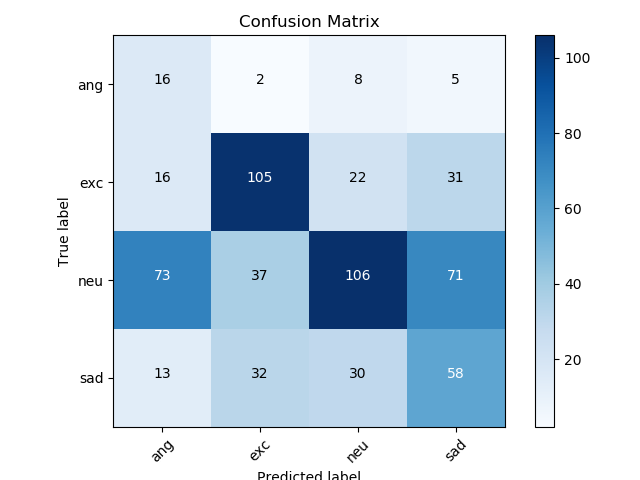 Confusion Matrix
ang 16 2 8 5
exc 16 105 22 31
neu 73 37 106 71
sad 13 32 30 58
ang exc neu sad
True label
Predicted label
100
80
60
40
20